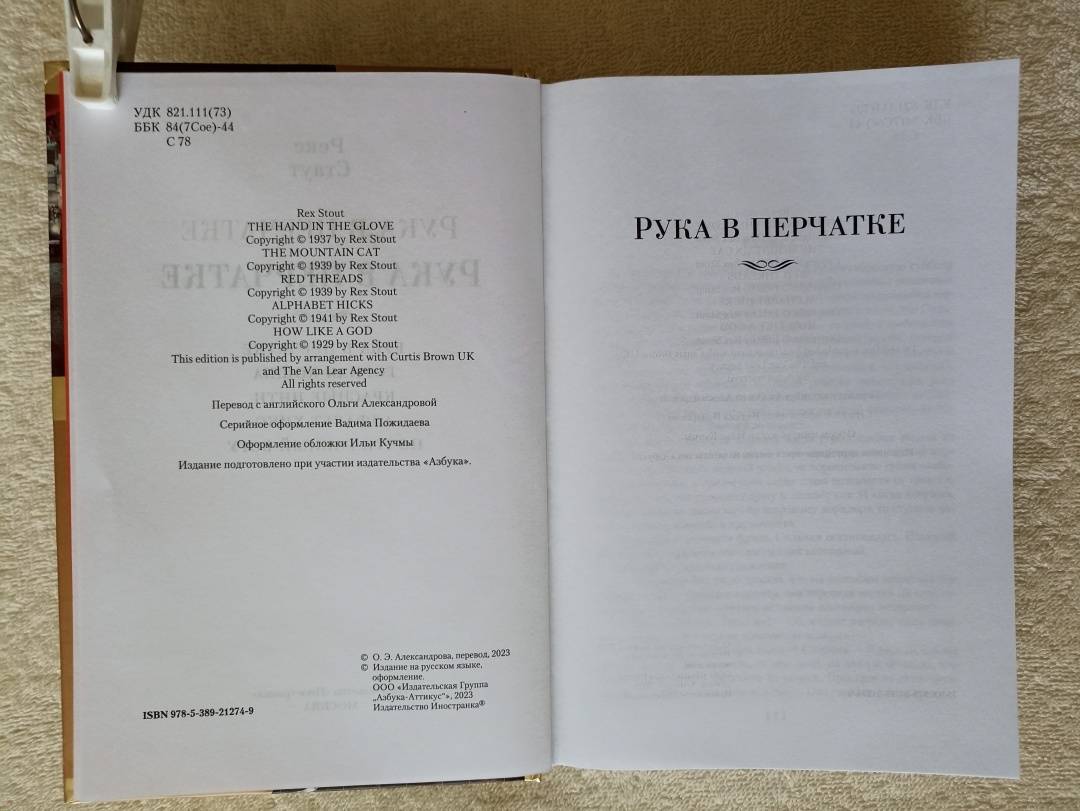 УДК 821.111(73)
ББК 84(7Сое)-44
С 78
Rex Stout
THE HAND IN THE GLOVE
Copyright © 1937 by Rex Stout
THE MOUNTAIN CAT
Copyright © 1939 by Rex Stout
RED THREADS
Copyright © 1939 by Rex Stout
ALPHABET HICKS
Copyright © 1941 by Rex Stout
HOW LIKE A GOD
Copyright © 1929 by Rex Stout
This edition is published by arrangement with Curtis Brown UK
and The Van Lear Agency
All rights reserved
Перевод с английского Ольги Александровой
Серийное оформление Вадима Пожидаева
Оформление обложки Ильи Кучмы
Издание подготовлено при участии издательства «Азбука».
© О. Э. Александрова, перевод, 2023
© Издание на русском языке,
оформление.
ООО «Издательская Группа
„Азбука-Аттикус“», 2023
Издательство Иностранка®
ISBN 978-5-389-21274-9
РУКА В ПЕРЧАТКЕ